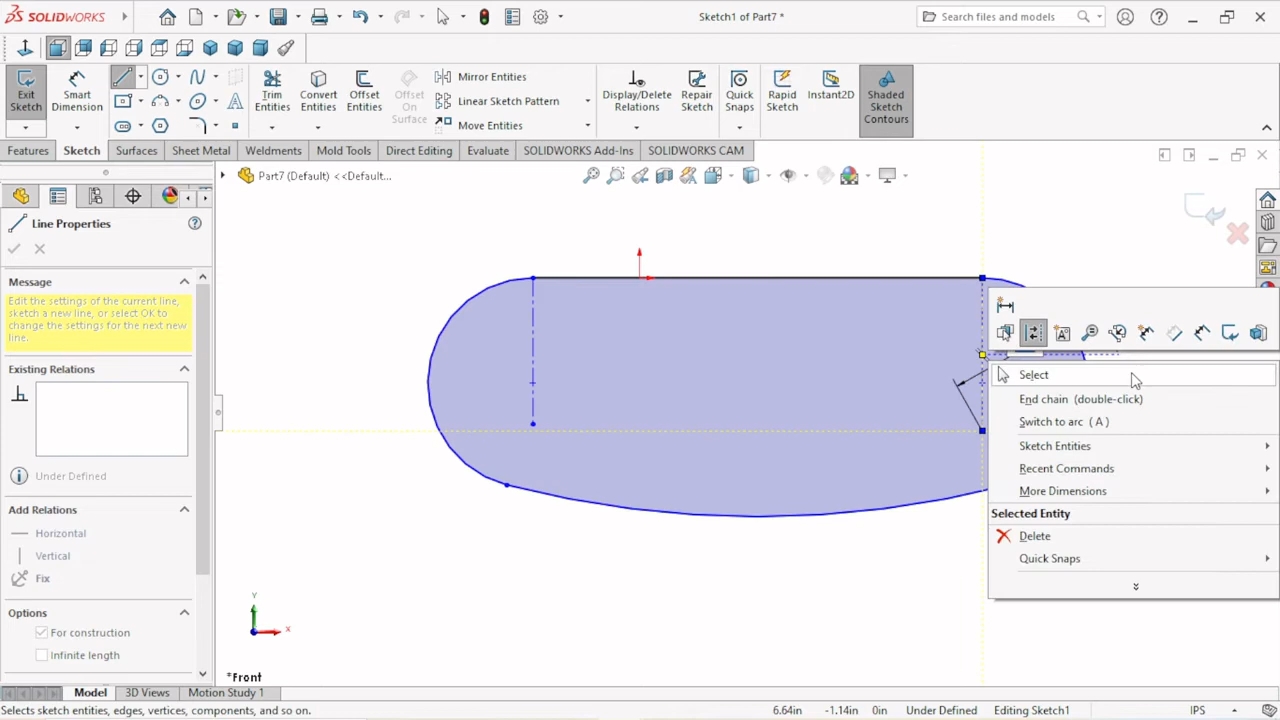 SOLIDWORKS
Sketch1 of Part7 *
Search files and models
Exit Sketch
Smart Dimension
Trim Entities
Convert Entities
Offset Entities
Offset On Surface
Mirror Entities
Linear Sketch Pattern
Move Entities
Display/Delete Relations
Repair Sketch
Quick Snaps
Rapid Sketch
Instant2D
Shaded Sketch Contours
Features
Sketch
Surfaces
Sheet Metal
Weldments
Mold Tools
Direct Editing
Evaluate
SOLIDWORKS Add-Ins
SOLIDWORKS CAM
Part7 (Default) <<Default...
Line Properties
Message
Edit the settings of the current line,
sketch a new line, or select OK to
change the settings for the next new
line.
Existing Relations
Under Defined
Add Relations
Horizontal
Vertical
Fix
Options
For construction
Infinite length
Select
End chain (double-click)
Switch to arc ( A )
Sketch Entities
Recent Commands
More Dimensions
Selected Entity
Delete
Quick Snaps
Y
X
*Front
Model
3D Views
Motion Study 1
Selects sketch entities, edges, vertices, components, and so on.
6.64in
-1.14in
0in
Under Defined
Editing Sketch1
IPS